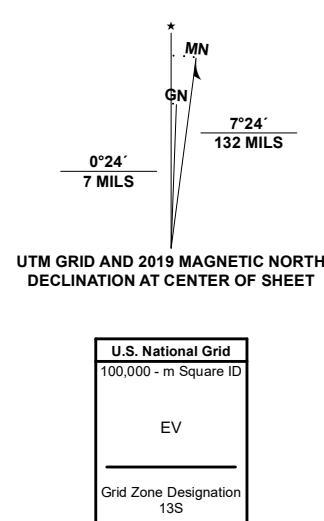 ★
MN
GN
7°24´
132 MILS
0°24´
7 MILS
UTM GRID AND 2019 MAGNETIC NORTH
DECLINATION AT CENTER OF SHEET
U.S. National Grid
100,000 - m Square ID
EV
Grid Zone Designation
13S